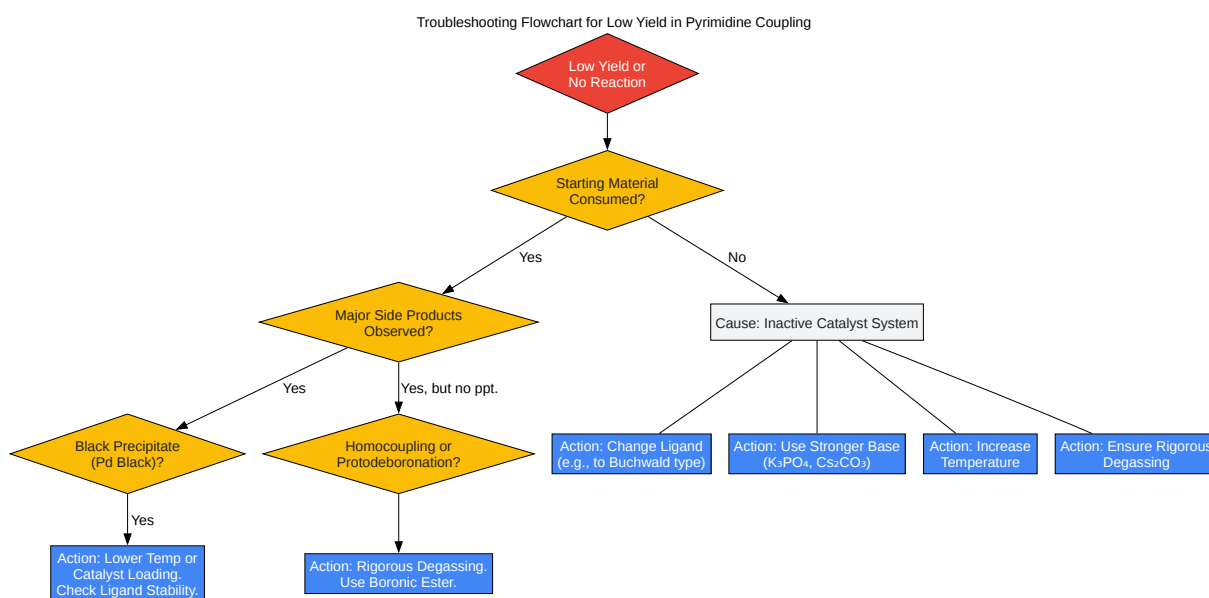 Troubleshooting Flowchart for Low Yield in Pyrimidine Coupling
Low Yield or
No Reaction
Starting Material
Consumed?
Yes
No
Major Side Products
Observed?
Cause: Inactive Catalyst System
Yes
Yes, but no ppt.
Black Precipitate
(Pd Black)?
Homocoupling or
Protodeboronation?
Action: Change Ligand
(e.g., to Buchwald type)
Action: Use Stronger Base
(K₃PO₄, Cs₂CO₃)
Action: Increase
Temperature
Action: Ensure Rigorous
Degassing
Yes
Action: Lower Temp or
Catalyst Loading.
Check Ligand Stability.
Action: Rigorous Degassing.
Use Boronic Ester.